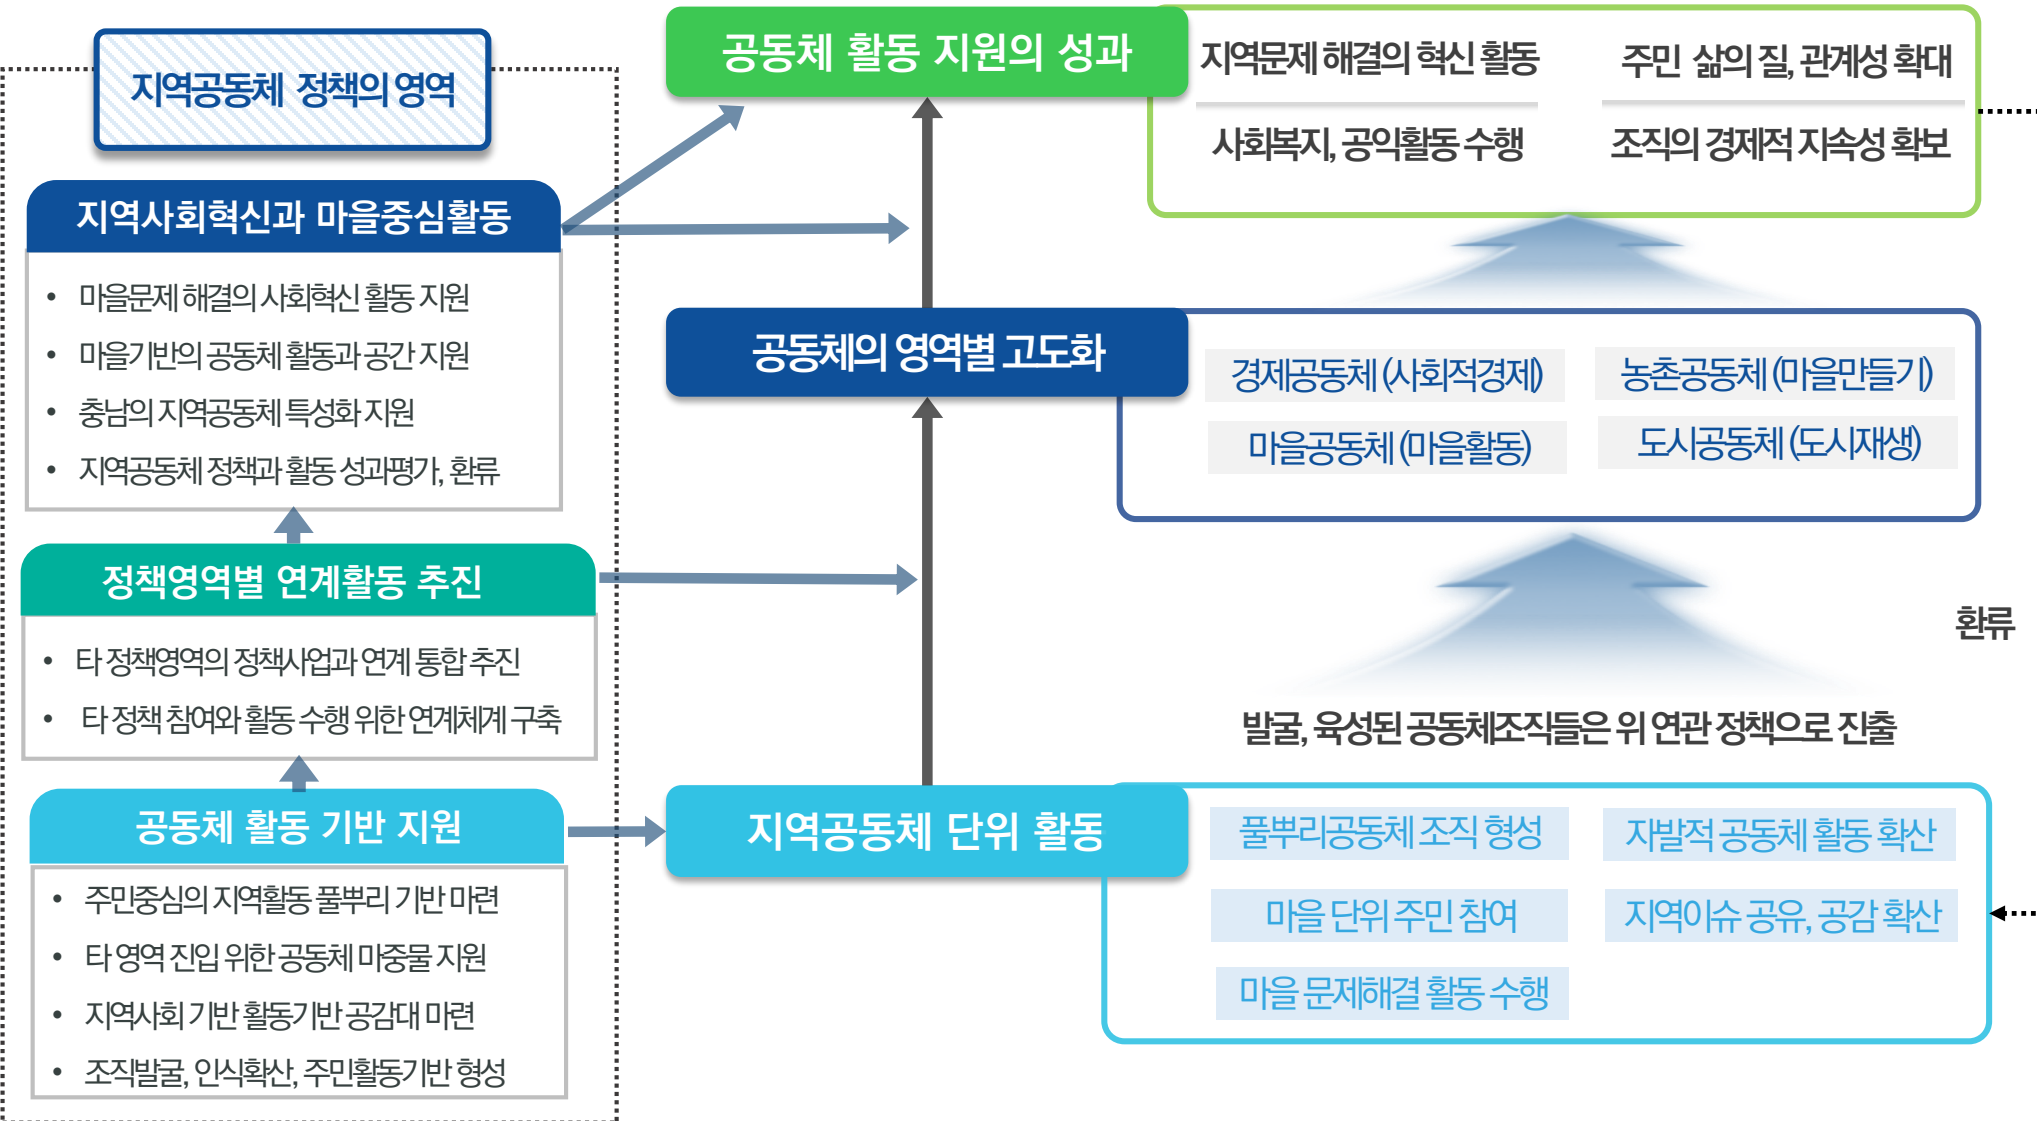 지역공동체 정책의 영역
지역사회혁신과 마을중심활동
• 마을문제 해결의 사회혁신 활동 지원
• 마을기반의 공동체 활동과 공간 지원
• 충남의 지역공동체 특성화 지원
• 지역공동체 정책과 활동 성과평가, 환류
정책영역별 연계활동 추진
• 타 정책영역의 정책사업과 연계 통합 추진
• 타 정책 참여와 활동 수행 위한 연계체계 구축
공동체 활동 기반 지원
• 주민중심의 지역활동 풀뿌리 기반 마련
• 타 영역 진입 위한 공동체 마중물 지원
• 지역사회 기반 활동기반 공감대 마련
• 조직발굴, 인식확산, 주민활동기반 형성
공동체 활동 지원의 성과
지역문제 해결의 혁신 활동
주민 삶의 질, 관계성 확대
사회복지, 공익활동 수행
조직의 경제적 지속성 확보
공동체의 영역별 고도화
경제공동체 (사회적경제)
농촌공동체 (마을만들기)
마을공동체 (마을활동)
도시공동체 (도시재생)
환류
발굴, 육성된 공동체조직들은 위 연관 정책으로 진출
지역공동체 단위 활동
풀뿌리공동체 조직 형성
자발적 공동체 활동 확산
마을 단위 주민 참여
지역이슈 공유, 공감 확산
마을 문제해결 활동 수행